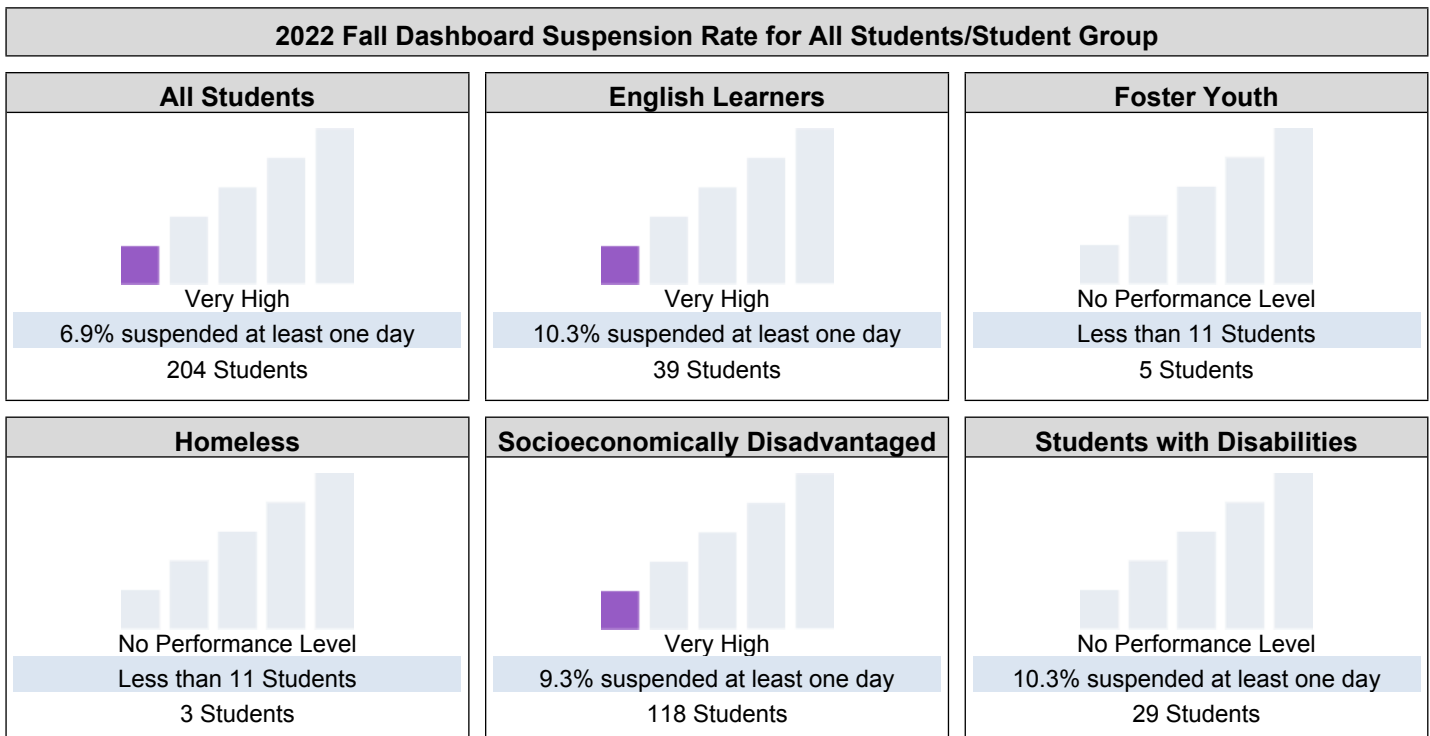 2022 Fall Dashboard Suspension Rate for All Students/Student Group
All Students
Very High
6.9% suspended at least one day
204 Students
English Learners
Very High
10.3% suspended at least one day
39 Students
Foster Youth
No Performance Level
Less than 11 Students
5 Students
Homeless
No Performance Level
Less than 11 Students
3 Students
Socioeconomically Disadvantaged
Very High
9.3% suspended at least one day
118 Students
Students with Disabilities
No Performance Level
10.3% suspended at least one day
29 Students